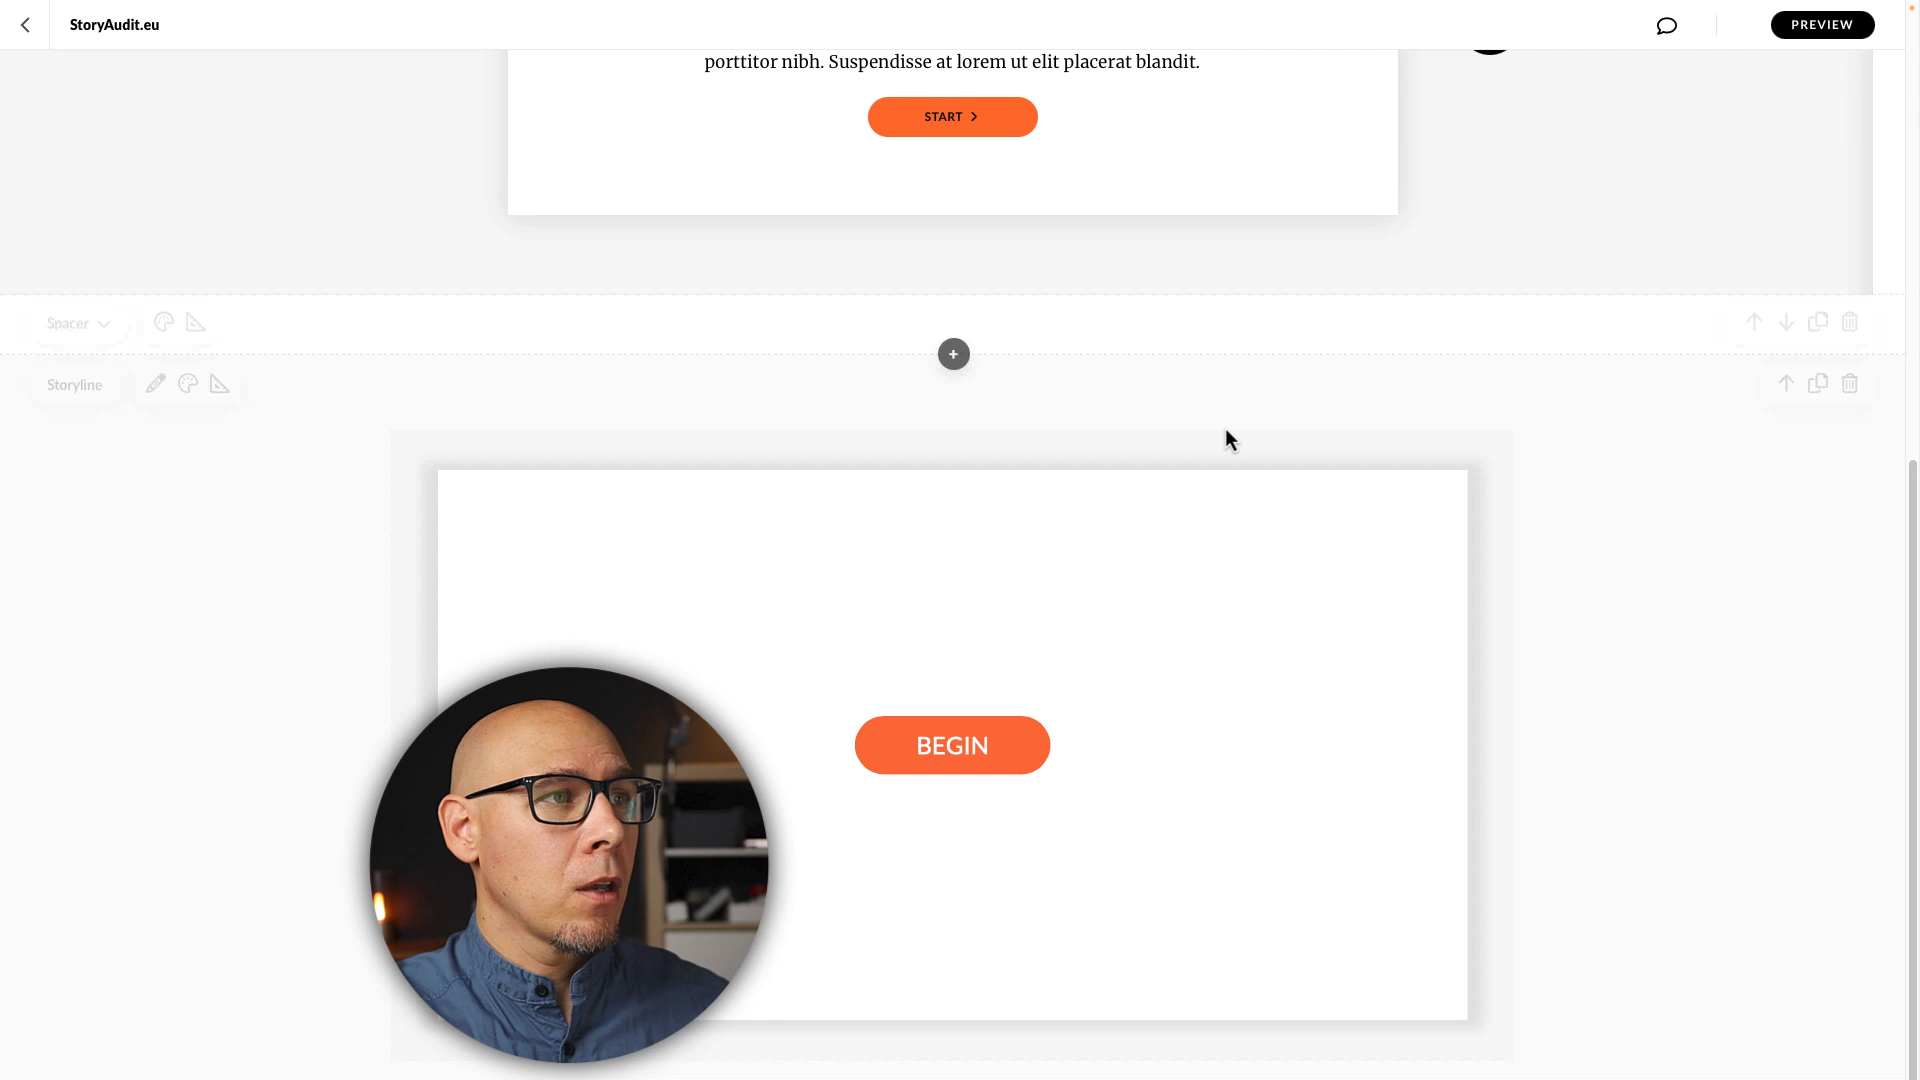 StoryAudit.eu
PREVIEW
porttitor nibh. Suspendisse at lorem ut elit placerat blandit.
START
Spacer
Storyline
BEGIN